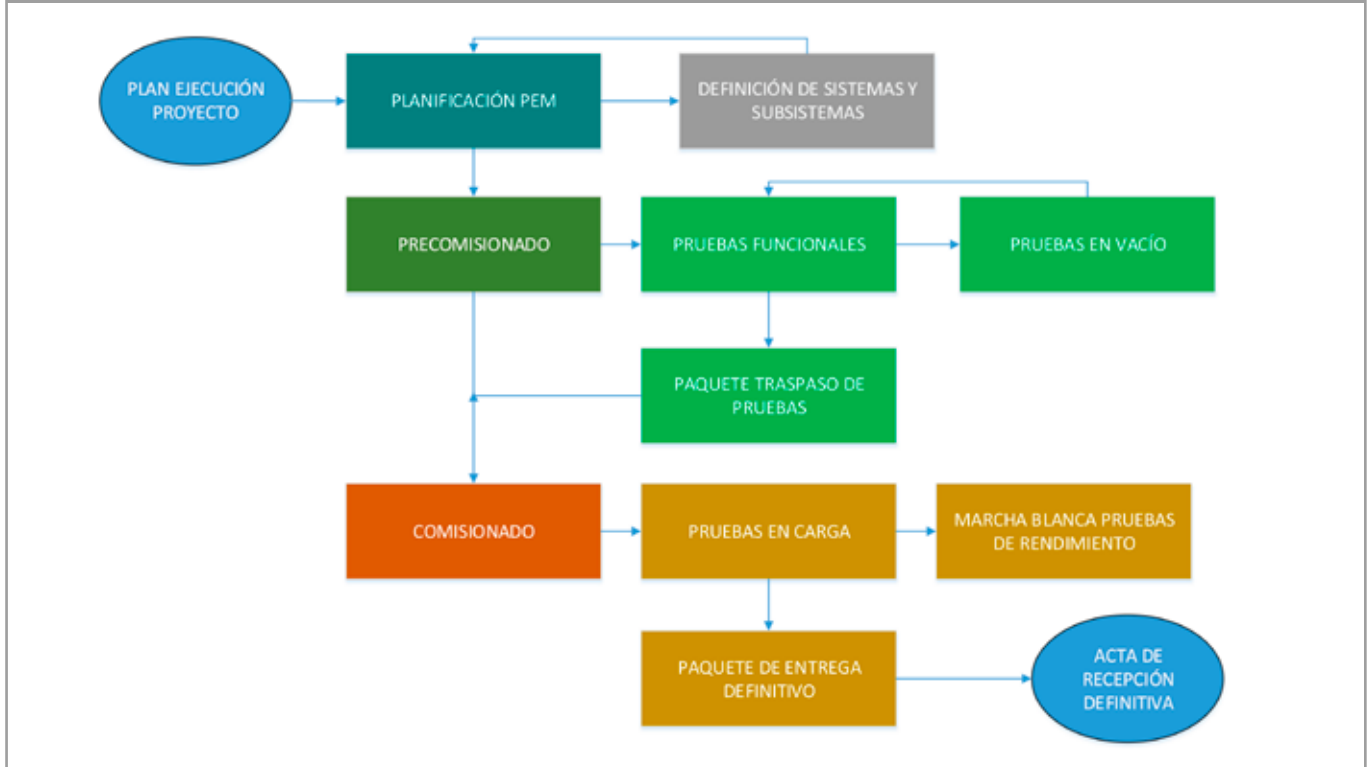 PLAN EJECUCIÓN
PROYECTO
PLANIFICACIÓN PEM
DEFINICIÓN DE SISTEMAS Y
SUBSISTEMAS
PRECOMISIONADO
PRUEBAS FUNCIONALES
PRUEBAS EN VACÍO
PAQUETE TRASPASO DE
PRUEBAS
COMISIONADO
PRUEBAS EN CARGA
MARCHA BLANCA PRUEBAS
DE RENDIMIENTO
PAQUETE DE ENTREGA
DEFINITIVO
ACTA DE
RECEPCIÓN
DEFINITIVA